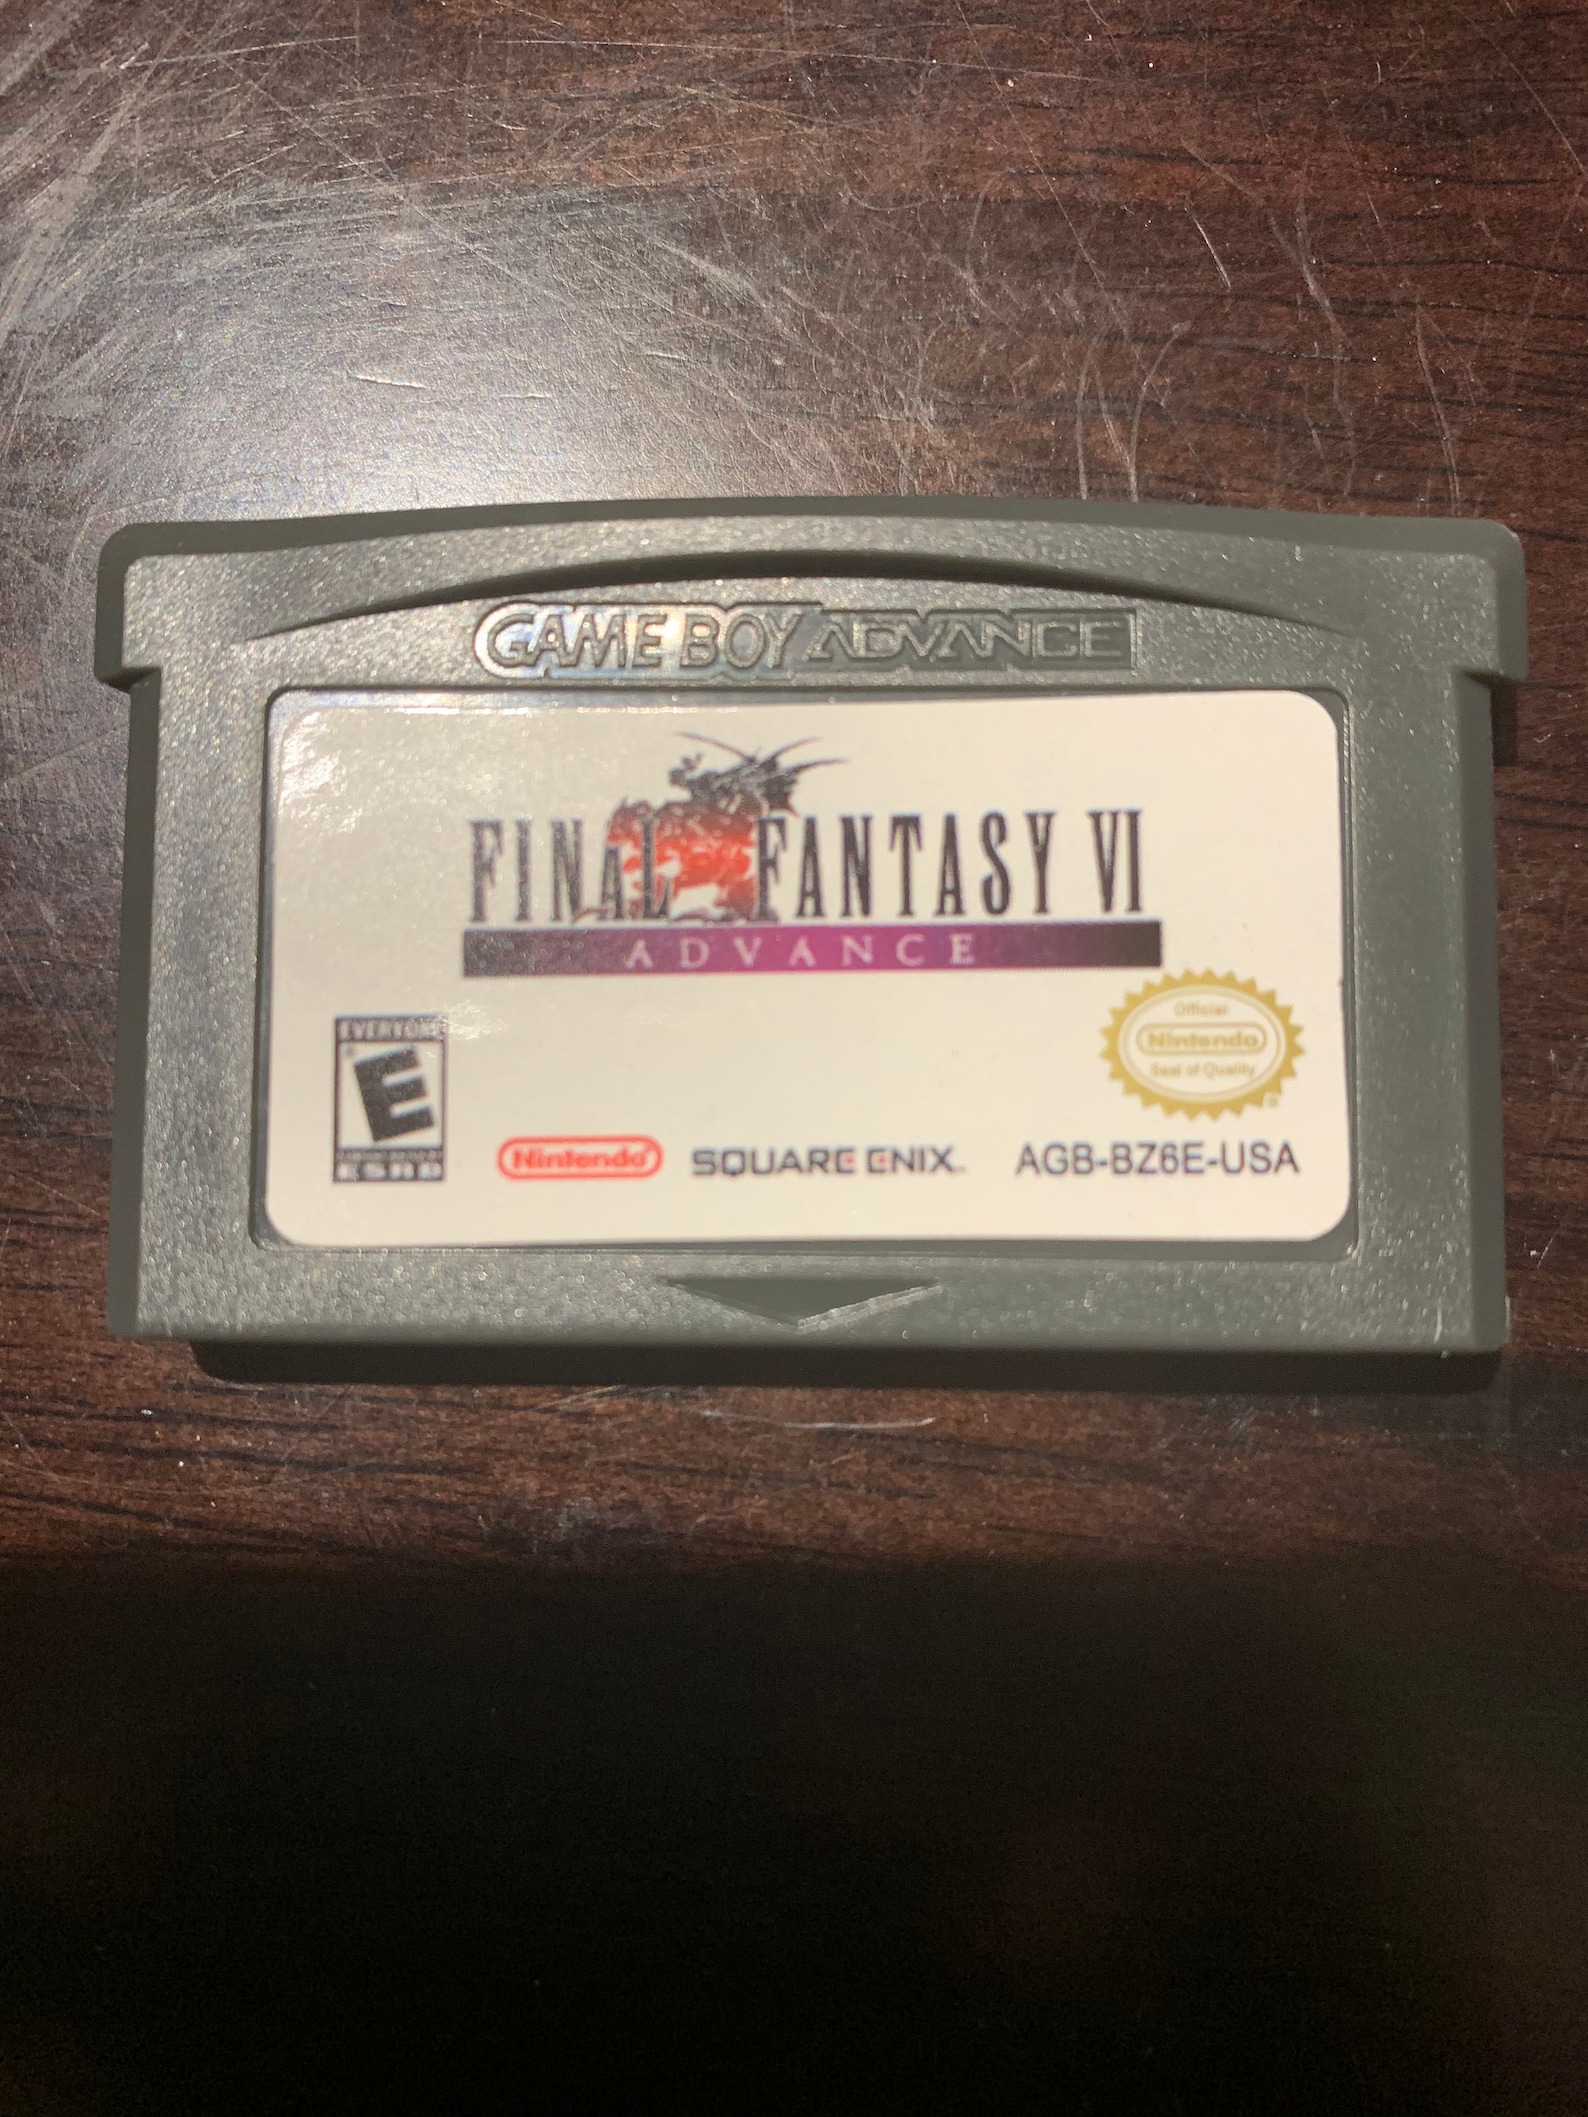 GAME BOY ADVANCE
FINAL FANTASY VI
ADVANCE
EVERYONE
E
ESRB
Official
Nintendo
Seal of Quality
Nintendo
SQUARE ENIX
AGB-BZ6E-USA